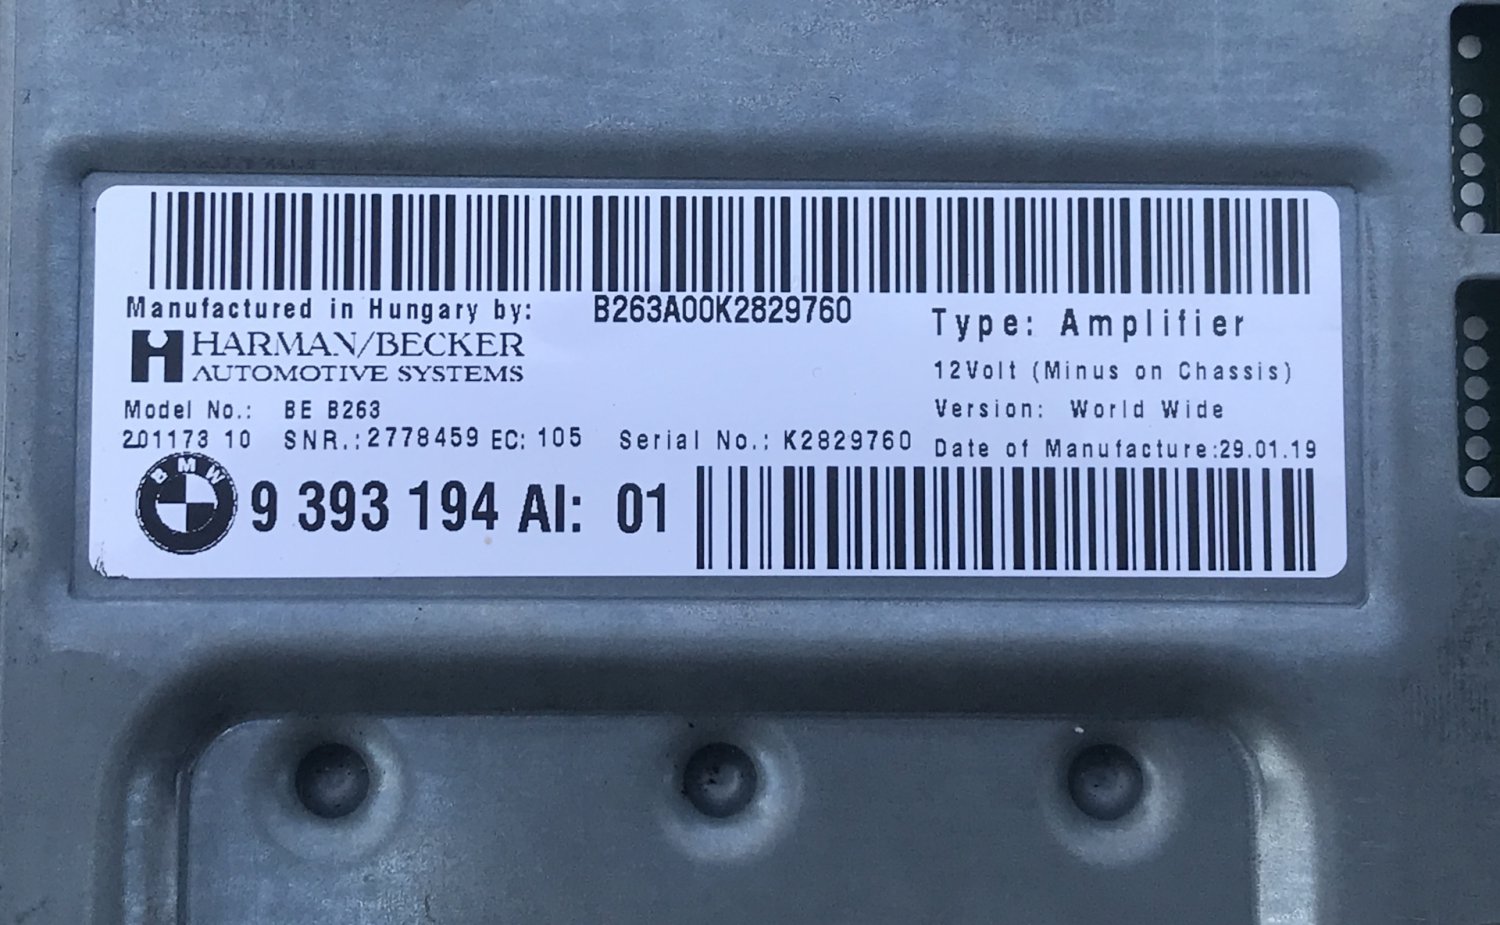 Manufactured in Hungary by:
B263A00K2829760
HARMAN/BECKER
AUTOMOTIVE SYSTEMS
Type: Amplifier
12Volt (Minus on Chassis)
Model No.: BE B263
Version: World Wide
201173 10 SNR.:2778459 EC: 105 Serial No.: K2829760
Date of Manufacture:29.01.19
BMW
9 393 194 AI: 01